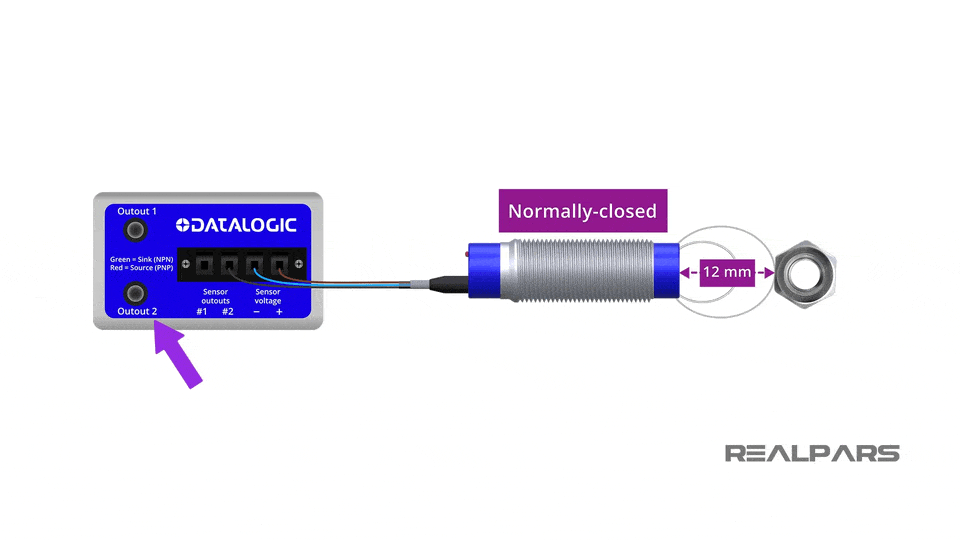 Outout 1
DATALOGIC
Green = Sink (NPN)
Red = Source (PNP)
Outout 2
Sensor
outouts
#1 #2
Sensor
voltage
− +
Normally-closed
12 mm
REALPARS